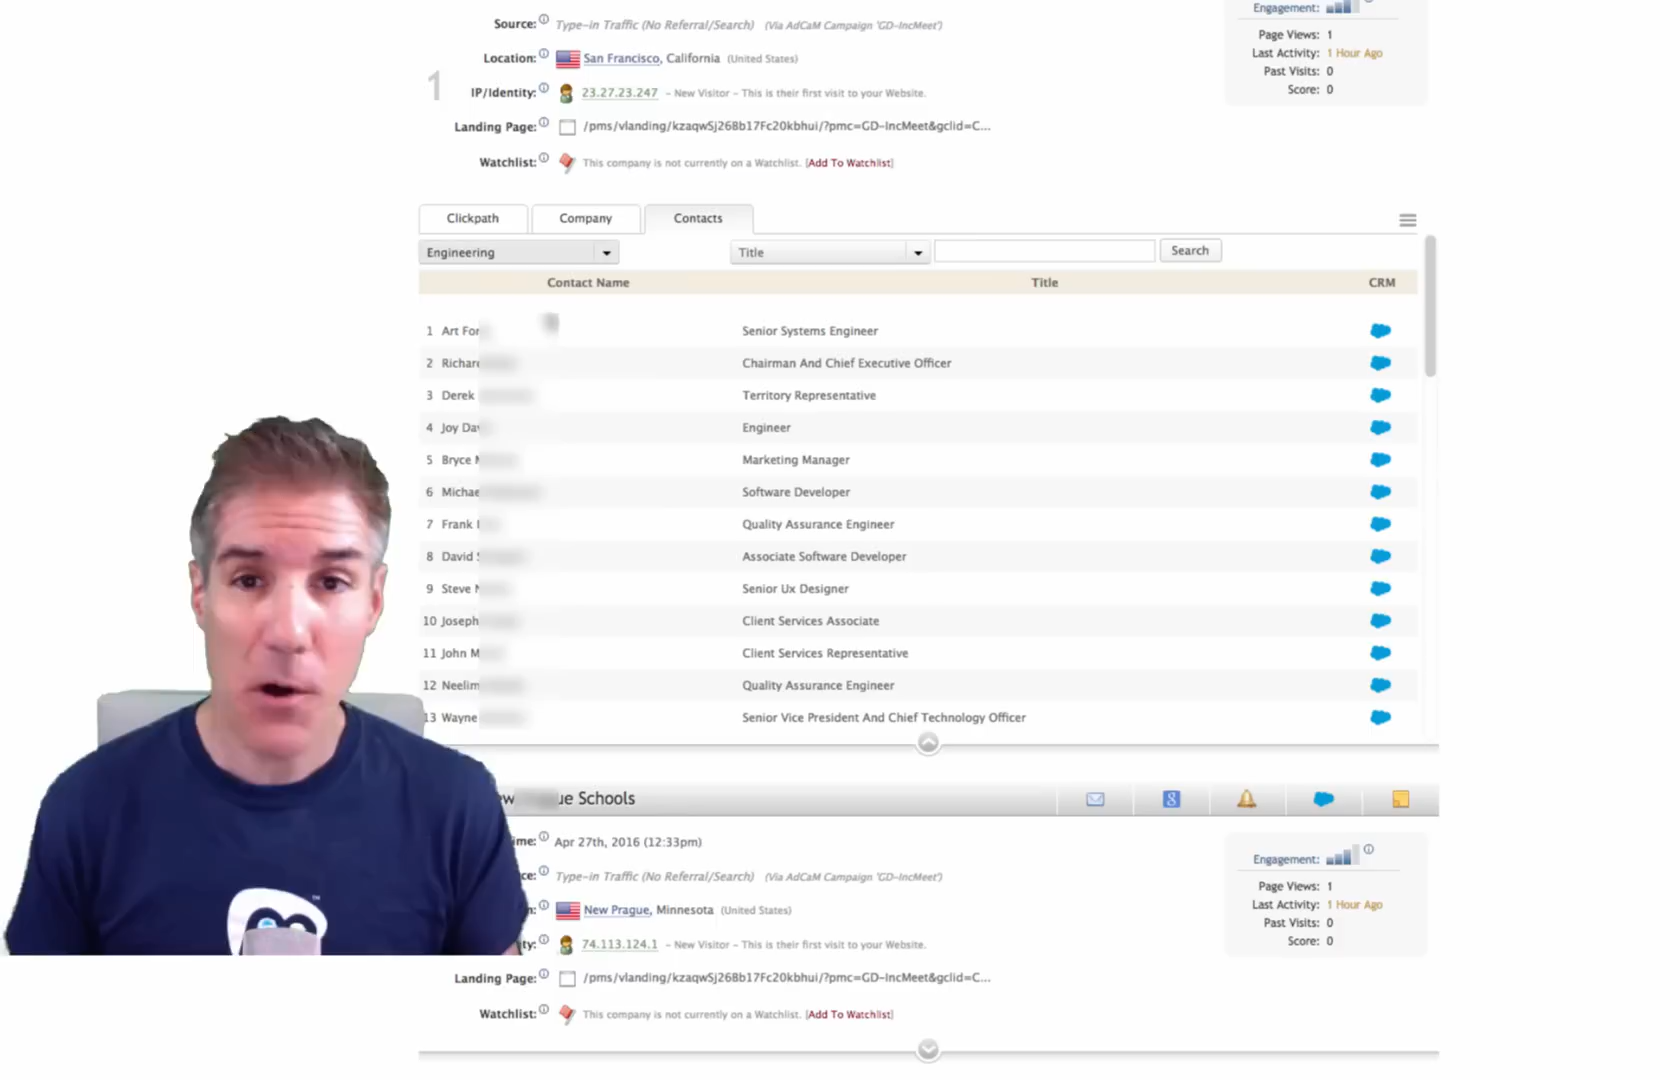 Source: Type-in Traffic (No Referral/Search) (Via AdCaM Campaign 'GD-IncMeet')
Location: San Francisco, California (United States)
1
IP/Identity: 23.27.23.247 - New Visitor - This is their first visit to your Website.
Landing Page: /pms/vlanding/kzaqwSj268b17Fc20kbhui/?pmc=GD-IncMeet&gclid=C...
Watchlist: This company is not currently on a Watchlist. [Add To Watchlist]
Engagement:
Page Views: 1
Last Activity: 1 Hour Ago
Past Visits: 0
Score: 0
Clickpath Company Contacts
Engineering Title Search
Contact Name Title CRM
1 Art Senior Systems Engineer
2 Chairman And Chief Executive Officer
3 Derek Territory Representative
4 Joy Engineer
5 Bryce Marketing Manager
6 Software Developer
7 Frank Quality Assurance Engineer
8 David Associate Software Developer
9 Steve Senior Ux Designer
10 Joseph Client Services Associate
11 John Client Services Representative
12 Quality Assurance Engineer
13 Wayne Senior Vice President And Chief Technology Officer
Schools
Apr 27th, 2016 (12:33pm)
Type-in Traffic (No Referral/Search) (Via AdCaM Campaign 'GD-IncMeet')
New Prague, Minnesota (United States)
74.113.124.1 - New Visitor - This is their first visit to your Website.
Landing Page: /pms/vlanding/kzaqwSj268b17Fc20kbhui/?pmc=GD-IncMeet&gclid=C...
Watchlist: This company is not currently on a Watchlist. [Add To Watchlist]
Engagement:
Page Views: 1
Last Activity: 1 Hour Ago
Past Visits: 0
Score: 0
TM